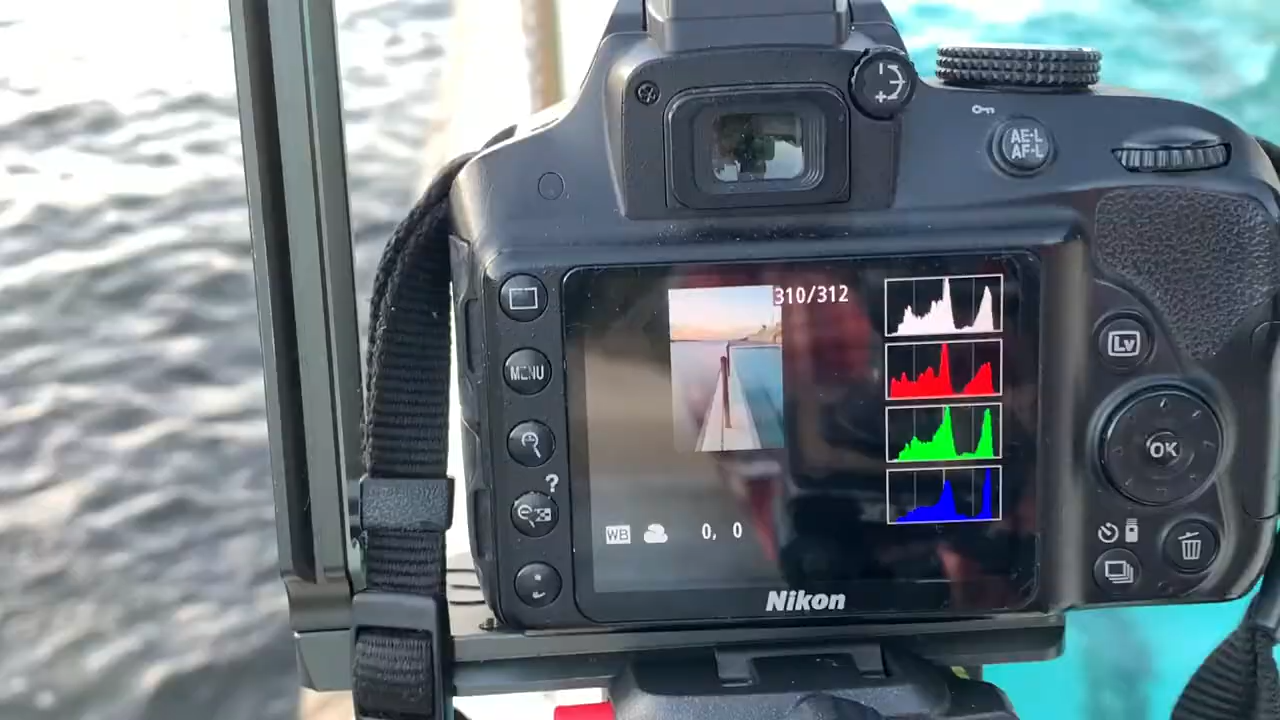 AE-L
AF-L
310/312
MENU
Lv
OK
?
WB 0, 0
Nikon